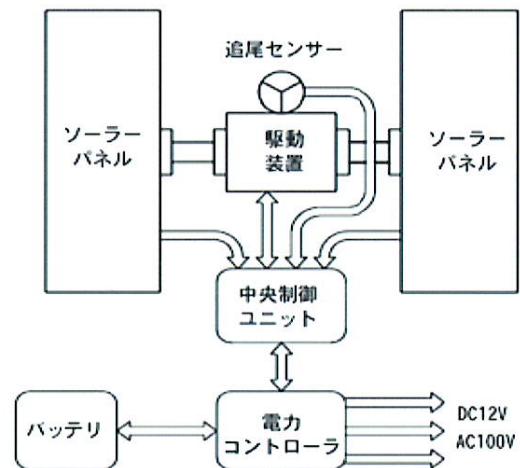 追尾センサー
ソーラー
パネル
駆動
装置
ソーラー
パネル
中央制御
ユニット
バッテリ
電力
コントローラ
DC12V
AC100V